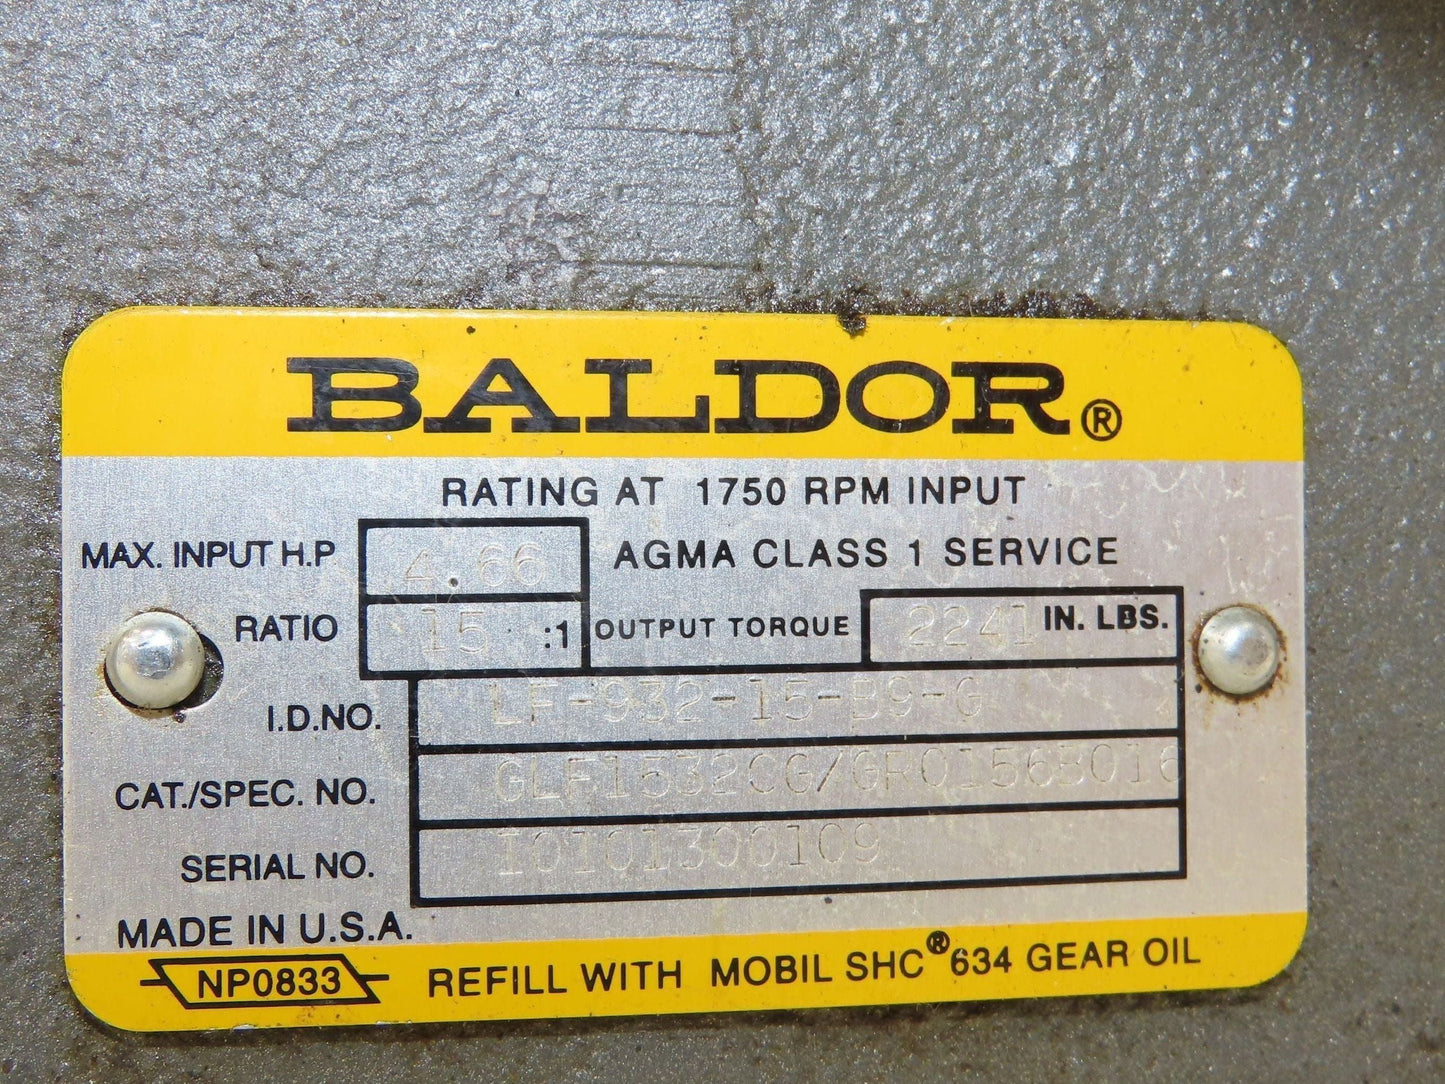 BALDOR®
RATING AT 1750 RPM INPUT
MAX. INPUT H.P 4.66 AGMA CLASS 1 SERVICE
RATIO 15 :1 OUTPUT TORQUE 2241 IN. LBS.
I.D.NO. LF-932-15-B9-G
CAT./SPEC. NO. GLF1532CG/GR0156B016
SERIAL NO. I0101300109
MADE IN U.S.A.
NP0833 REFILL WITH MOBIL SHC® 634 GEAR OIL